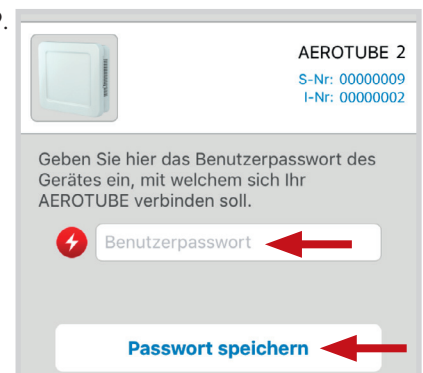 AEROTUBE 2
S-Nr: 00000009
I-Nr: 00000002
Geben Sie hier das Benutzerpasswort des
Gerätes ein, mit welchem sich Ihr
AEROTUBE verbinden soll.
Benutzerpasswort
Passwort speichern